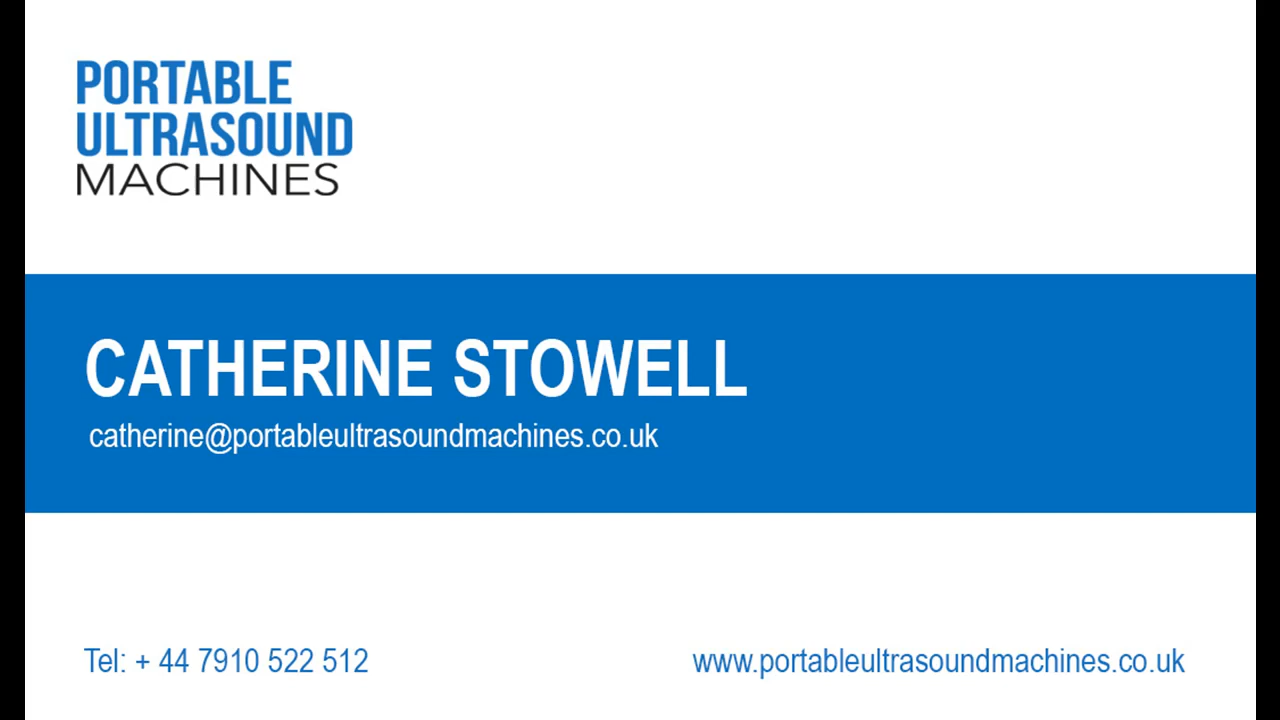 PORTABLE
ULTRASOUND
MACHINES
CATHERINE STOWELL
catherine@portableultrasoundmachines.co.uk
Tel: + 44 7910 522 512
www.portableultrasoundmachines.co.uk